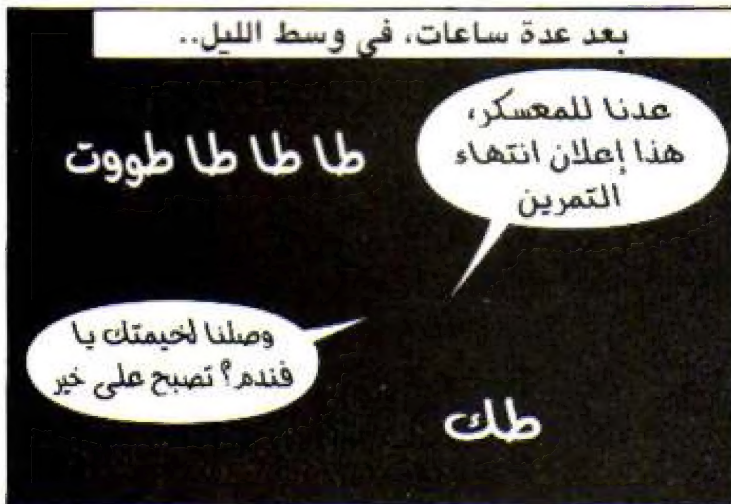 بعد عدة ساعات، في وسط الليل..
عدنا للمعسكر،
هذا إعلان انتهاء
التمرين
طا طا طا طووت
وصلنا لخيمتك يا
فندم؟ تصبح على خير
طك